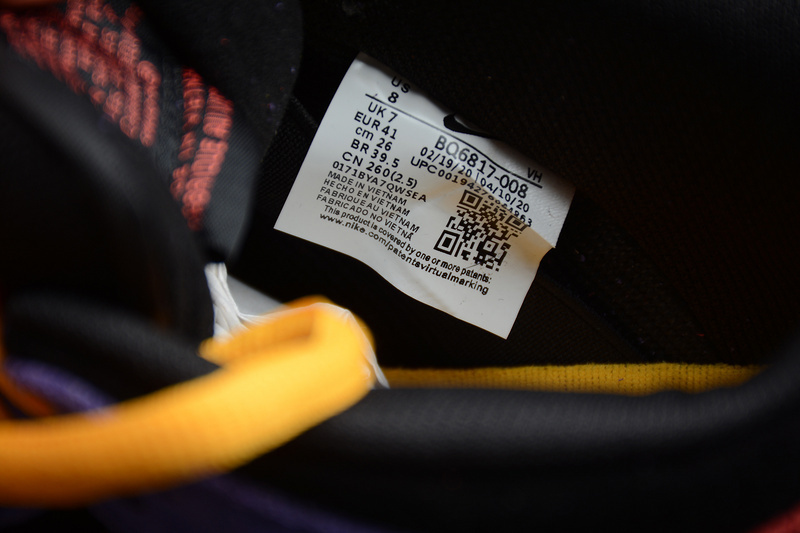 US
8
UK 7
EUR 41
cm 26
BR 39.5
CN 260(2.5)
0171BYA7QW5EA
MADE IN VIETNAM
HECHO EN VIETNAM
FABRIQUE AU VIETNAM
FABRICADO NO VIETNÃ
This product is covered by one or more patents:
www.nike.com/patentsvirtualmarking
VH
BQ6817-008
02/19/20 04/10/20